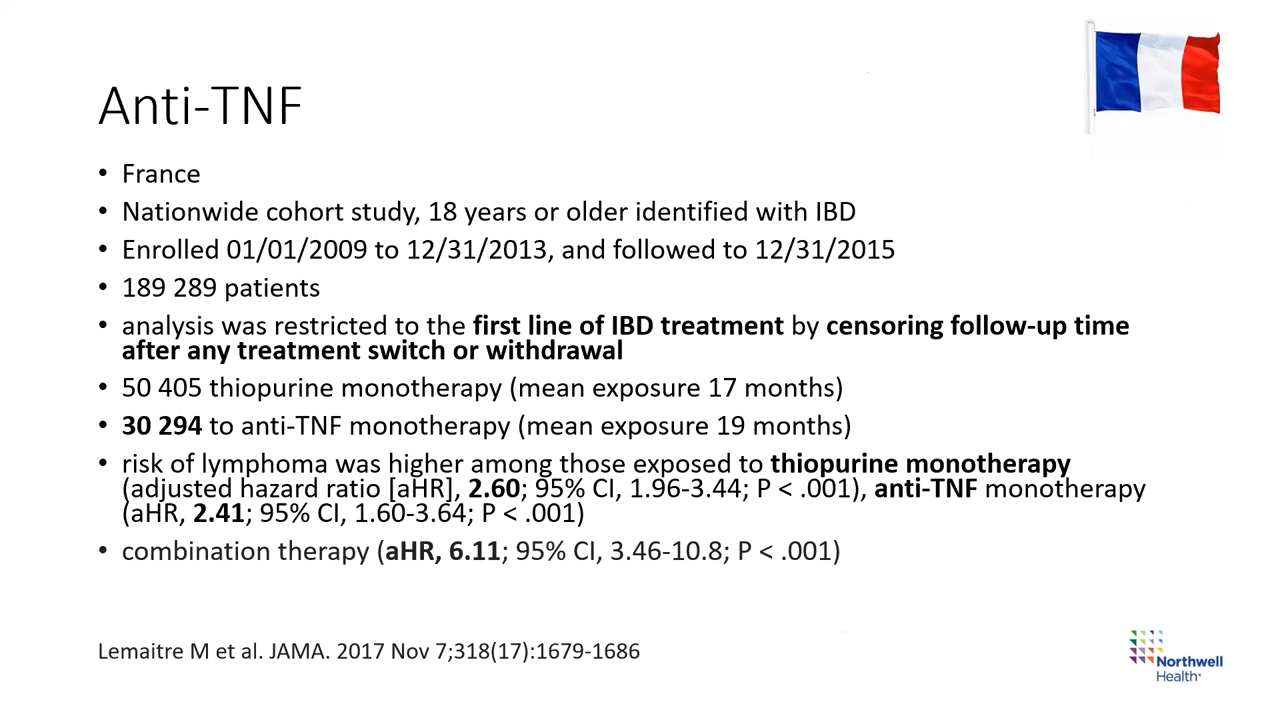 Anti-TNF
• France
• Nationwide cohort study, 18 years or older identified with IBD
• Enrolled 01/01/2009 to 12/31/2013, and followed to 12/31/2015
• 189 289 patients
• analysis was restricted to the first line of IBD treatment by censoring follow-up time
after any treatment switch or withdrawal
• 50 405 thiopurine monotherapy (mean exposure 17 months)
• 30 294 to anti-TNF monotherapy (mean exposure 19 months)
• risk of lymphoma was higher among those exposed to thiopurine monotherapy
(adjusted hazard ratio [aHR], 2.60; 95% CI, 1.96-3.44; P < .001), anti-TNF monotherapy
(aHR, 2.41; 95% CI, 1.60-3.64; P < .001)
• combination therapy (aHR, 6.11; 95% CI, 3.46-10.8; P < .001)
Lemaitre M et al. JAMA. 2017 Nov 7;318(17):1679-1686
Northwell
Health